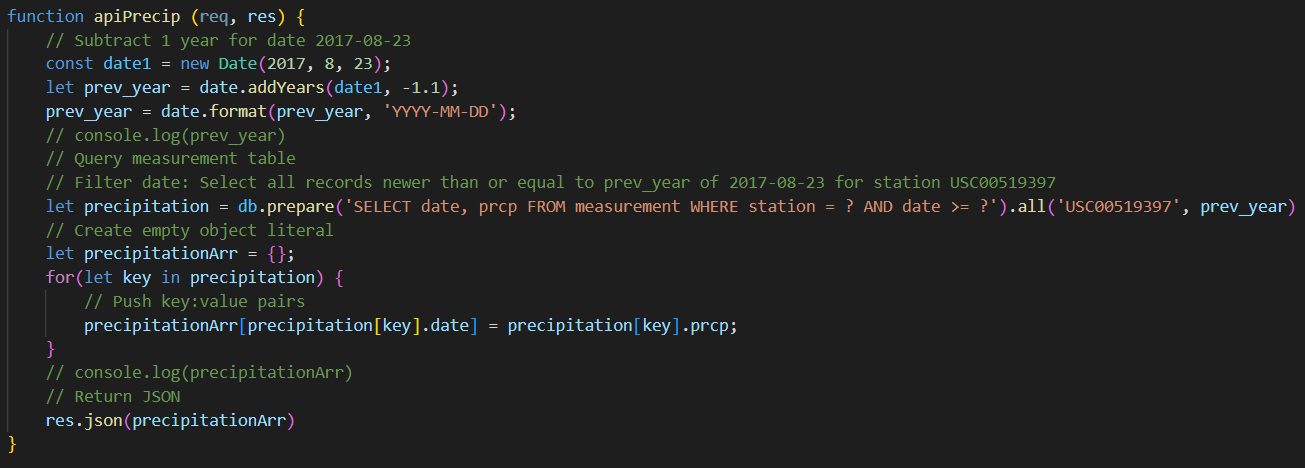 function apiPrecip (req, res) {
    // Subtract 1 year for date 2017-08-23
    const date1 = new Date(2017, 8, 23);
    let prev_year = date.addYears(date1, -1.1);
    prev_year = date.format(prev_year, 'YYYY-MM-DD');
    // console.log(prev_year)
    // Query measurement table
    // Filter date: Select all records newer than or equal to prev_year of 2017-08-23 for station USC00519397
    let precipitation = db.prepare('SELECT date, prcp FROM measurement WHERE station = ? AND date >= ?').all('USC00519397', prev_year)
    // Create empty object literal
    let precipitationArr = {};
    for(let key in precipitation) {
        // Push key:value pairs
        precipitationArr[precipitation[key].date] = precipitation[key].prcp;
    }
    // console.log(precipitationArr)
    // Return JSON
    res.json(precipitationArr)
}